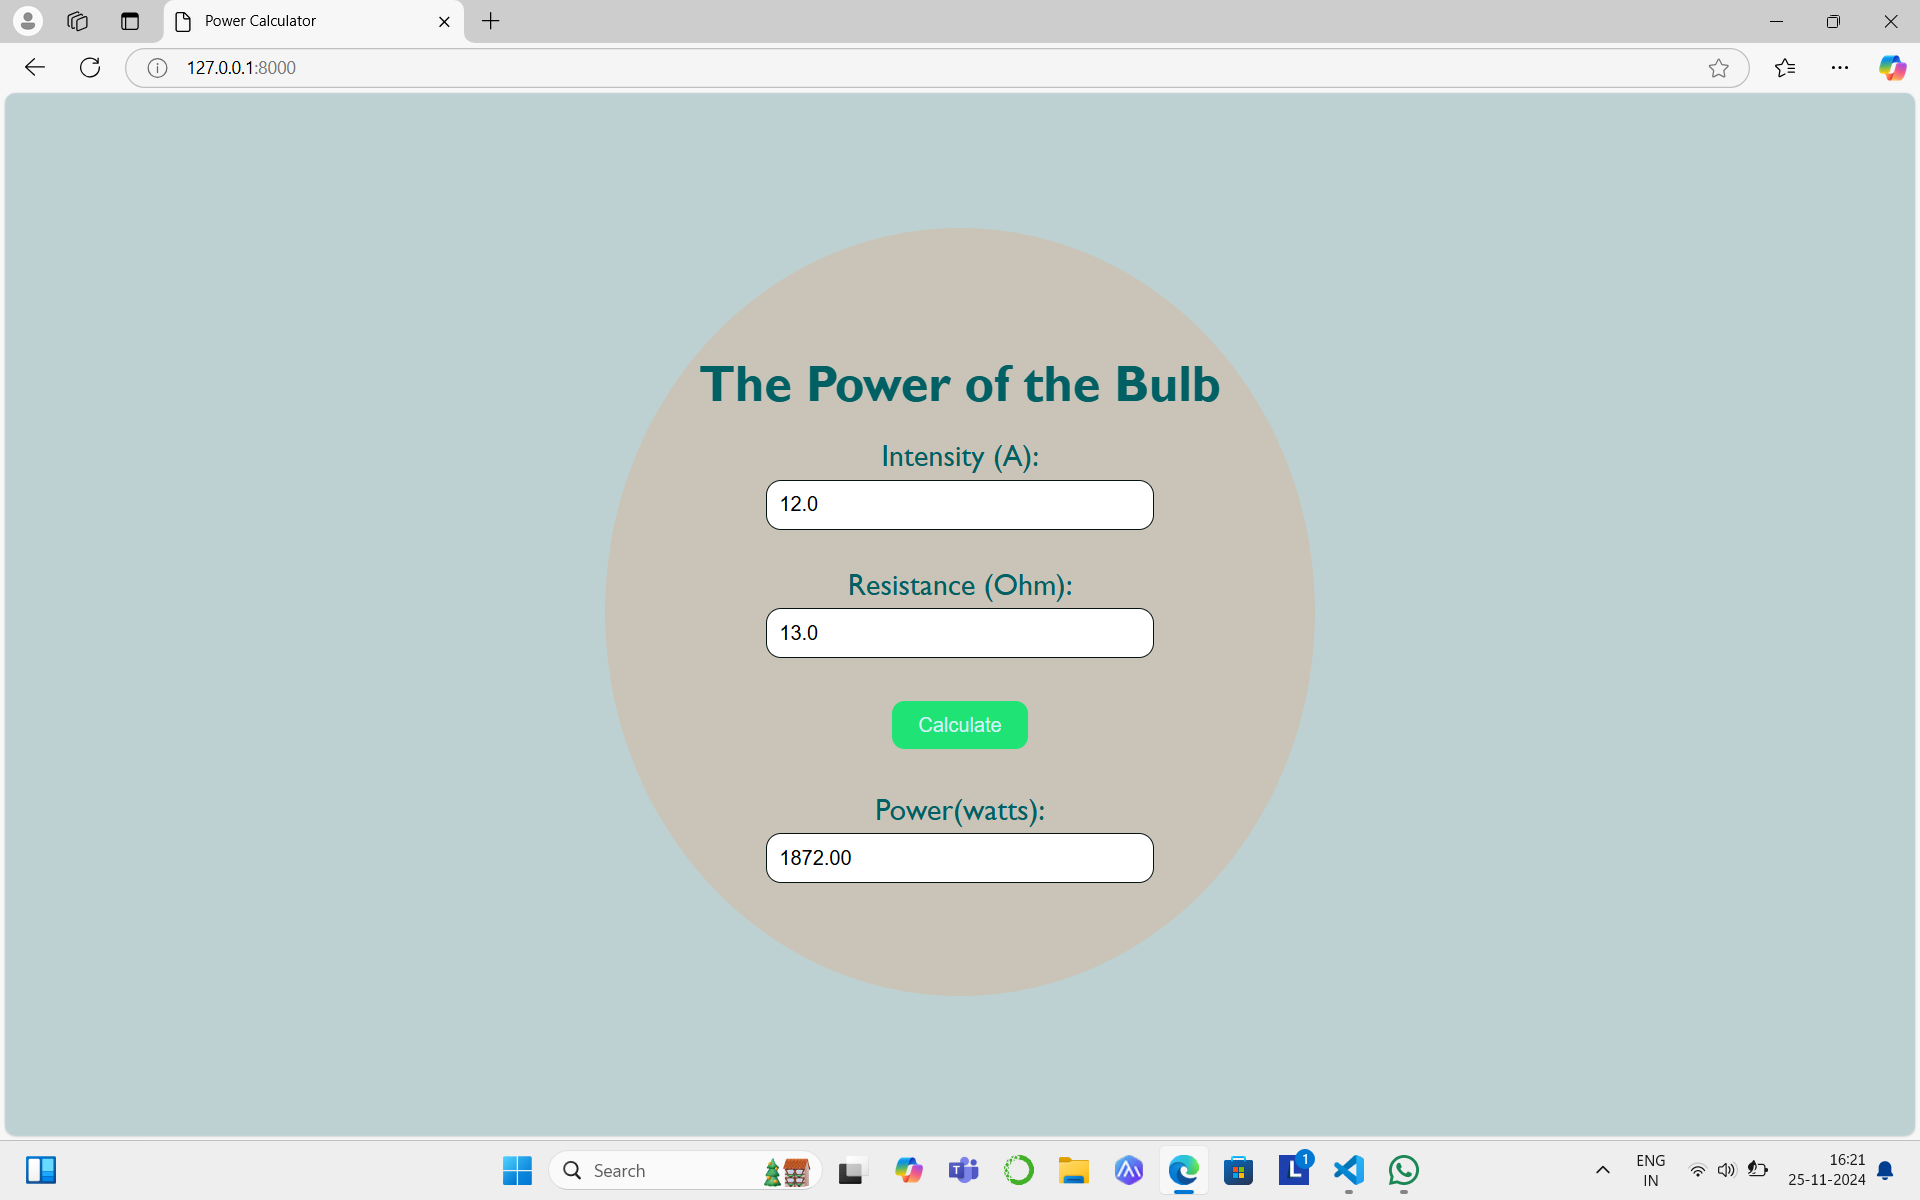 Power Calculator
127.0.0.1:8000
The Power of the Bulb
Intensity (A):
12.0
Resistance (Ohm):
13.0
Calculate
Power(watts):
1872.00
Search
T
L
1
ENG
IN
16:21
25-11-2024